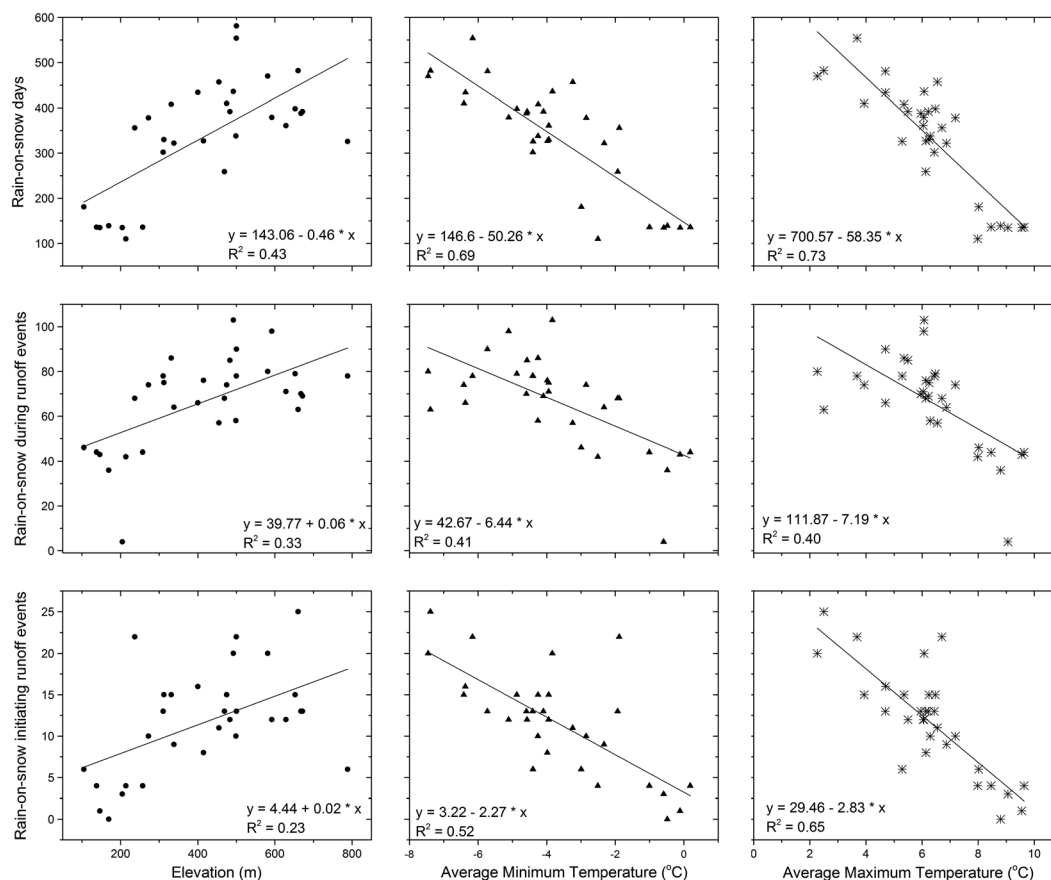 Rain-on-snow days
600
500
400
300
200
100
y = 143.06 - 0.46 * x
R² = 0.43
y = 146.6 - 50.26 * x
R² = 0.69
y = 700.57 - 58.35 * x
R² = 0.73
Rain-on-snow during runoff events
100
80
60
40
20
0
y = 39.77 + 0.06 * x
R² = 0.33
y = 42.67 - 6.44 * x
R² = 0.41
y = 111.87 - 7.19 * x
R² = 0.40
Rain-on-snow initiating runoff events
25
20
15
10
5
0
y = 4.44 + 0.02 * x
R² = 0.23
y = 3.22 - 2.27 * x
R² = 0.52
y = 29.46 - 2.83 * x
R² = 0.65
200 400 600 800
-8 -6 -4 -2 0
0 2 4 6 8 10
Elevation (m)
Average Minimum Temperature (°C)
Average Maximum Temperature (°C)